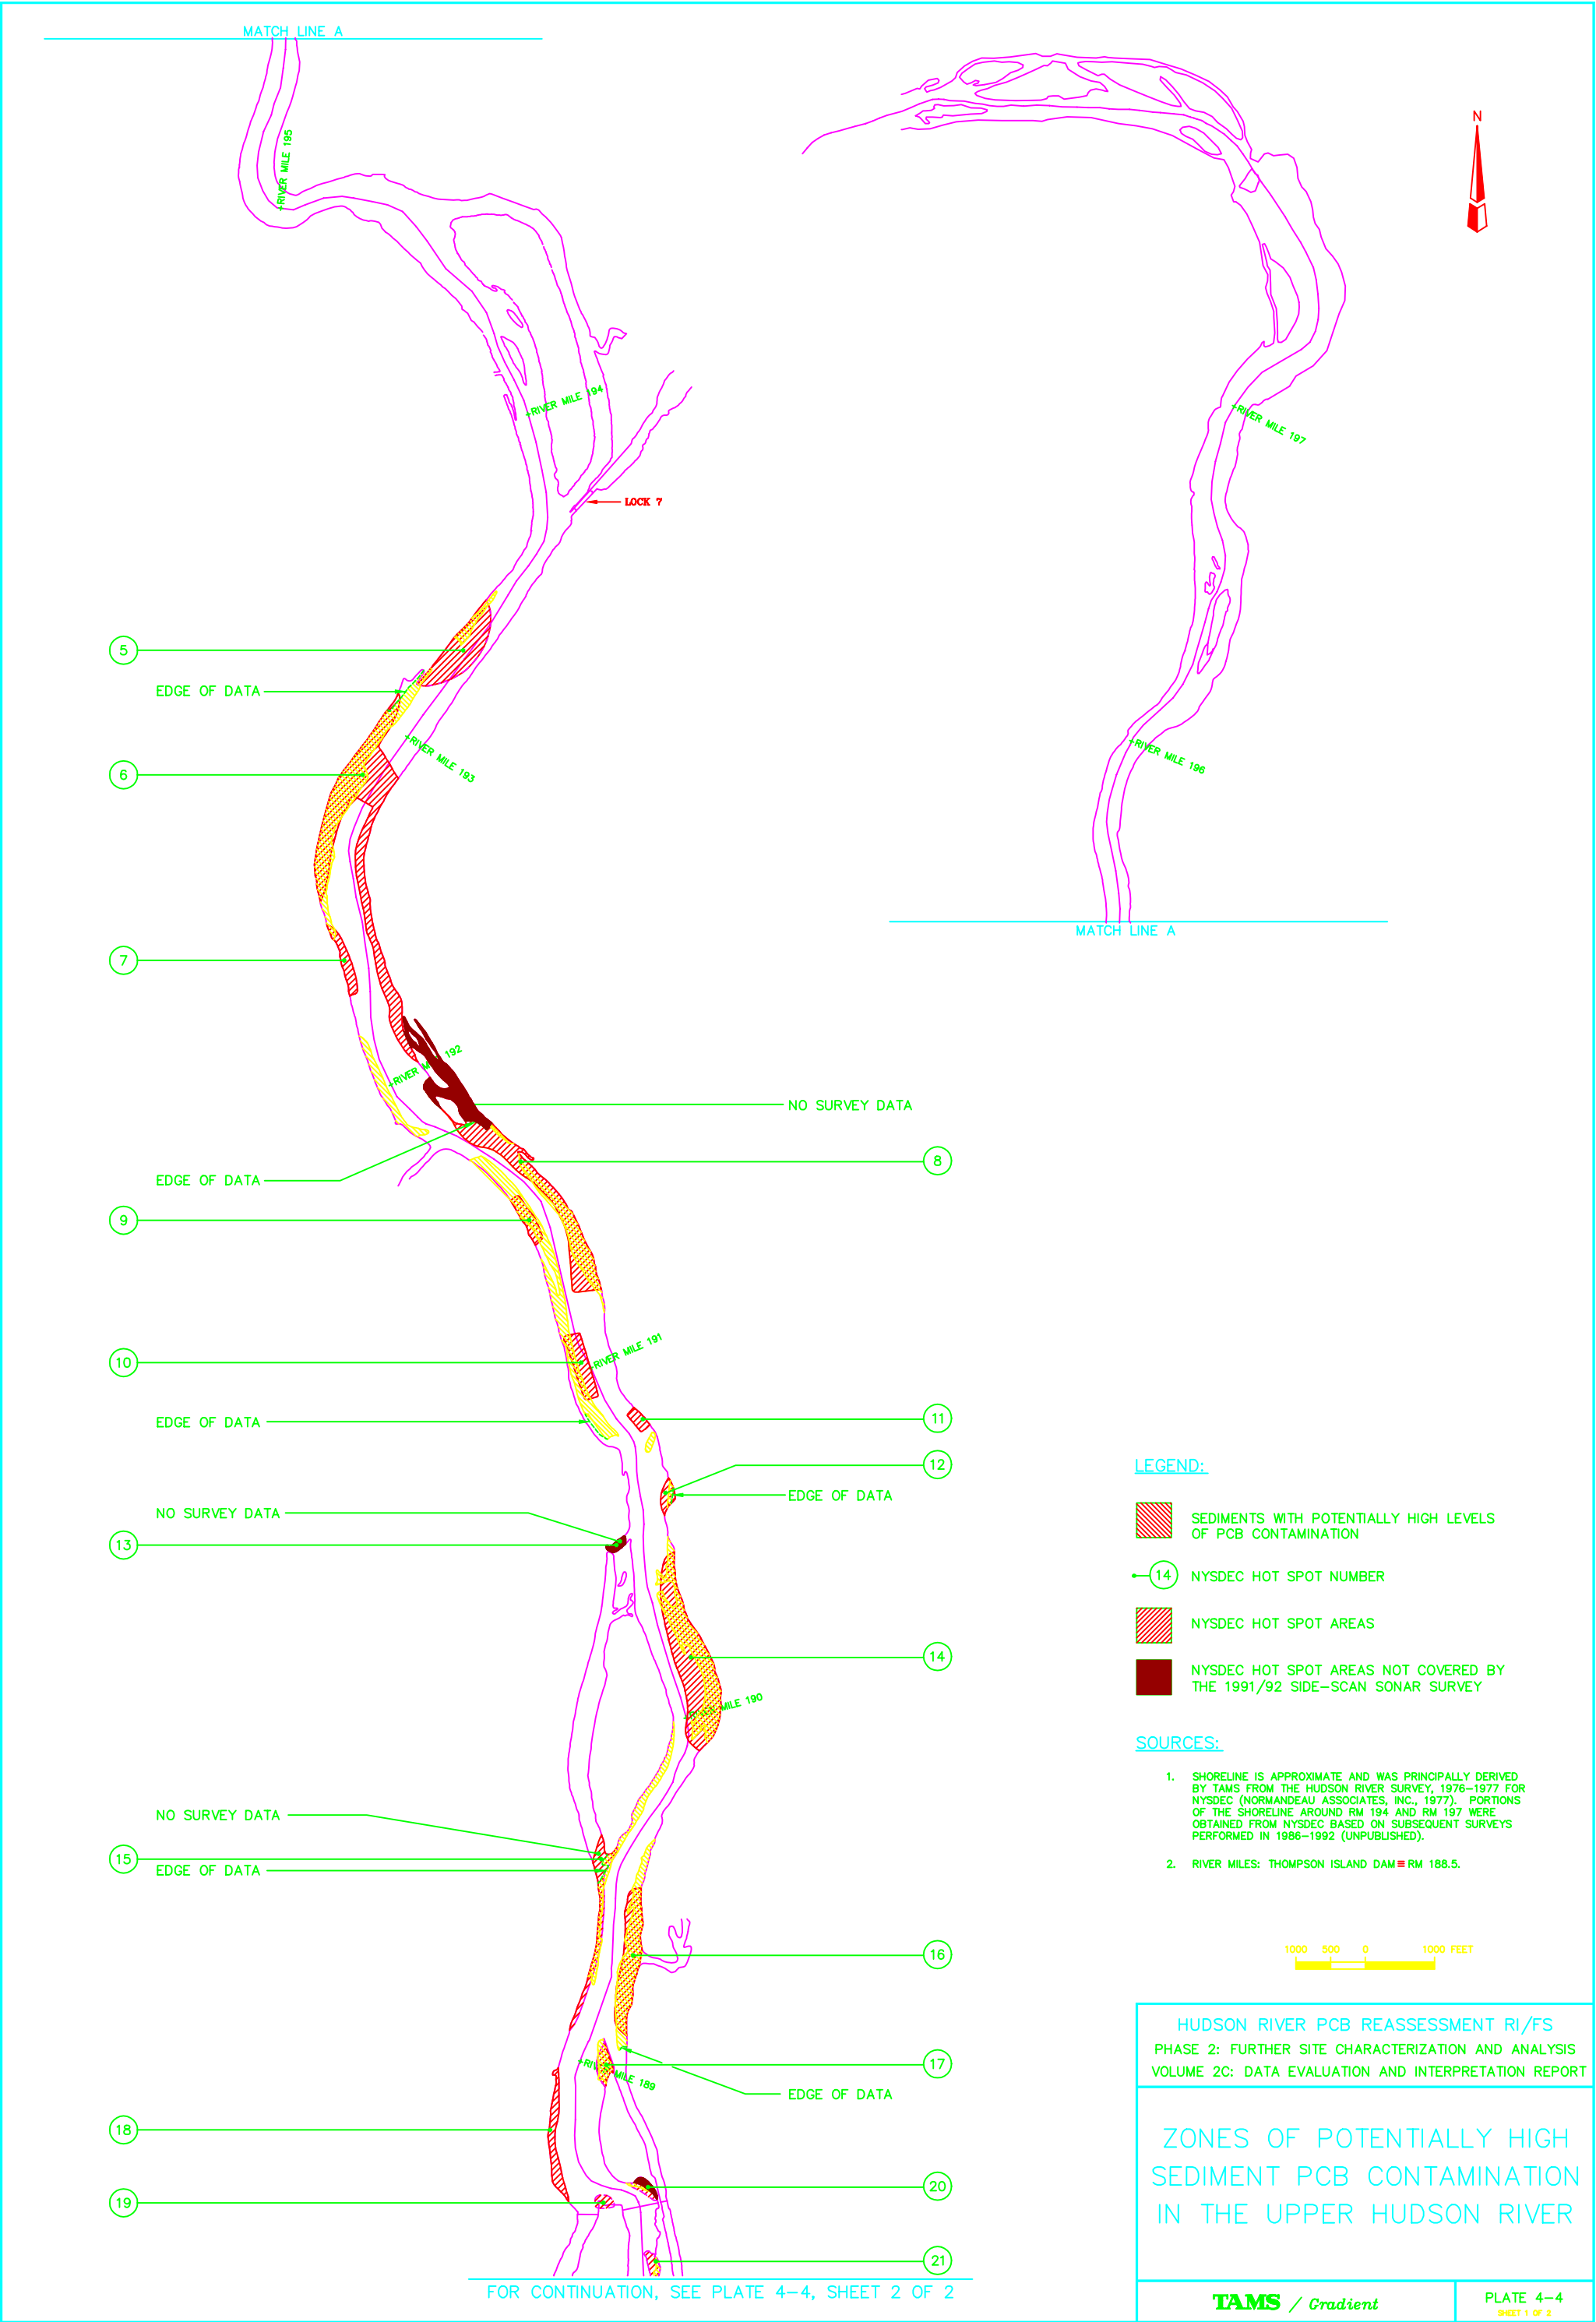 MATCH LINE A
RIVER MILE 195
RIVER MILE 194
LOCK 7
N
RIVER MILE 197
RIVER MILE 196
MATCH LINE A
5
EDGE OF DATA
RIVER MILE 193
6
7
RIVER MILE 192
NO SURVEY DATA
8
EDGE OF DATA
9
RIVER MILE 191
10
11
EDGE OF DATA
12
EDGE OF DATA
NO SURVEY DATA
13
14
RIVER MILE 190
NO SURVEY DATA
15
EDGE OF DATA
16
17
RIVER MILE 189
EDGE OF DATA
18
20
19
21
FOR CONTINUATION, SEE PLATE 4-4, SHEET 2 OF 2
LEGEND:
SEDIMENTS WITH POTENTIALLY HIGH LEVELS
OF PCB CONTAMINATION
14 NYSDEC HOT SPOT NUMBER
NYSDEC HOT SPOT AREAS
NYSDEC HOT SPOT AREAS NOT COVERED BY
THE 1991/92 SIDE-SCAN SONAR SURVEY
SOURCES:
1. SHORELINE IS APPROXIMATE AND WAS PRINCIPALLY DERIVED
BY TAMS FROM THE HUDSON RIVER SURVEY, 1976-1977 FOR
NYSDEC (NORMANDEAU ASSOCIATES, INC., 1977). PORTIONS
OF THE SHORELINE AROUND RM 194 AND RM 197 WERE
OBTAINED FROM NYSDEC BASED ON SUBSEQUENT SURVEYS
PERFORMED IN 1986-1992 (UNPUBLISHED).
2. RIVER MILES: THOMPSON ISLAND DAM ≡ RM 188.5.
1000 500 0 1000 FEET
HUDSON RIVER PCB REASSESSMENT RI/FS
PHASE 2: FURTHER SITE CHARACTERIZATION AND ANALYSIS
VOLUME 2C: DATA EVALUATION AND INTERPRETATION REPORT
ZONES OF POTENTIALLY HIGH
SEDIMENT PCB CONTAMINATION
IN THE UPPER HUDSON RIVER
TAMS / Gradient
PLATE 4-4
SHEET 1 OF 2